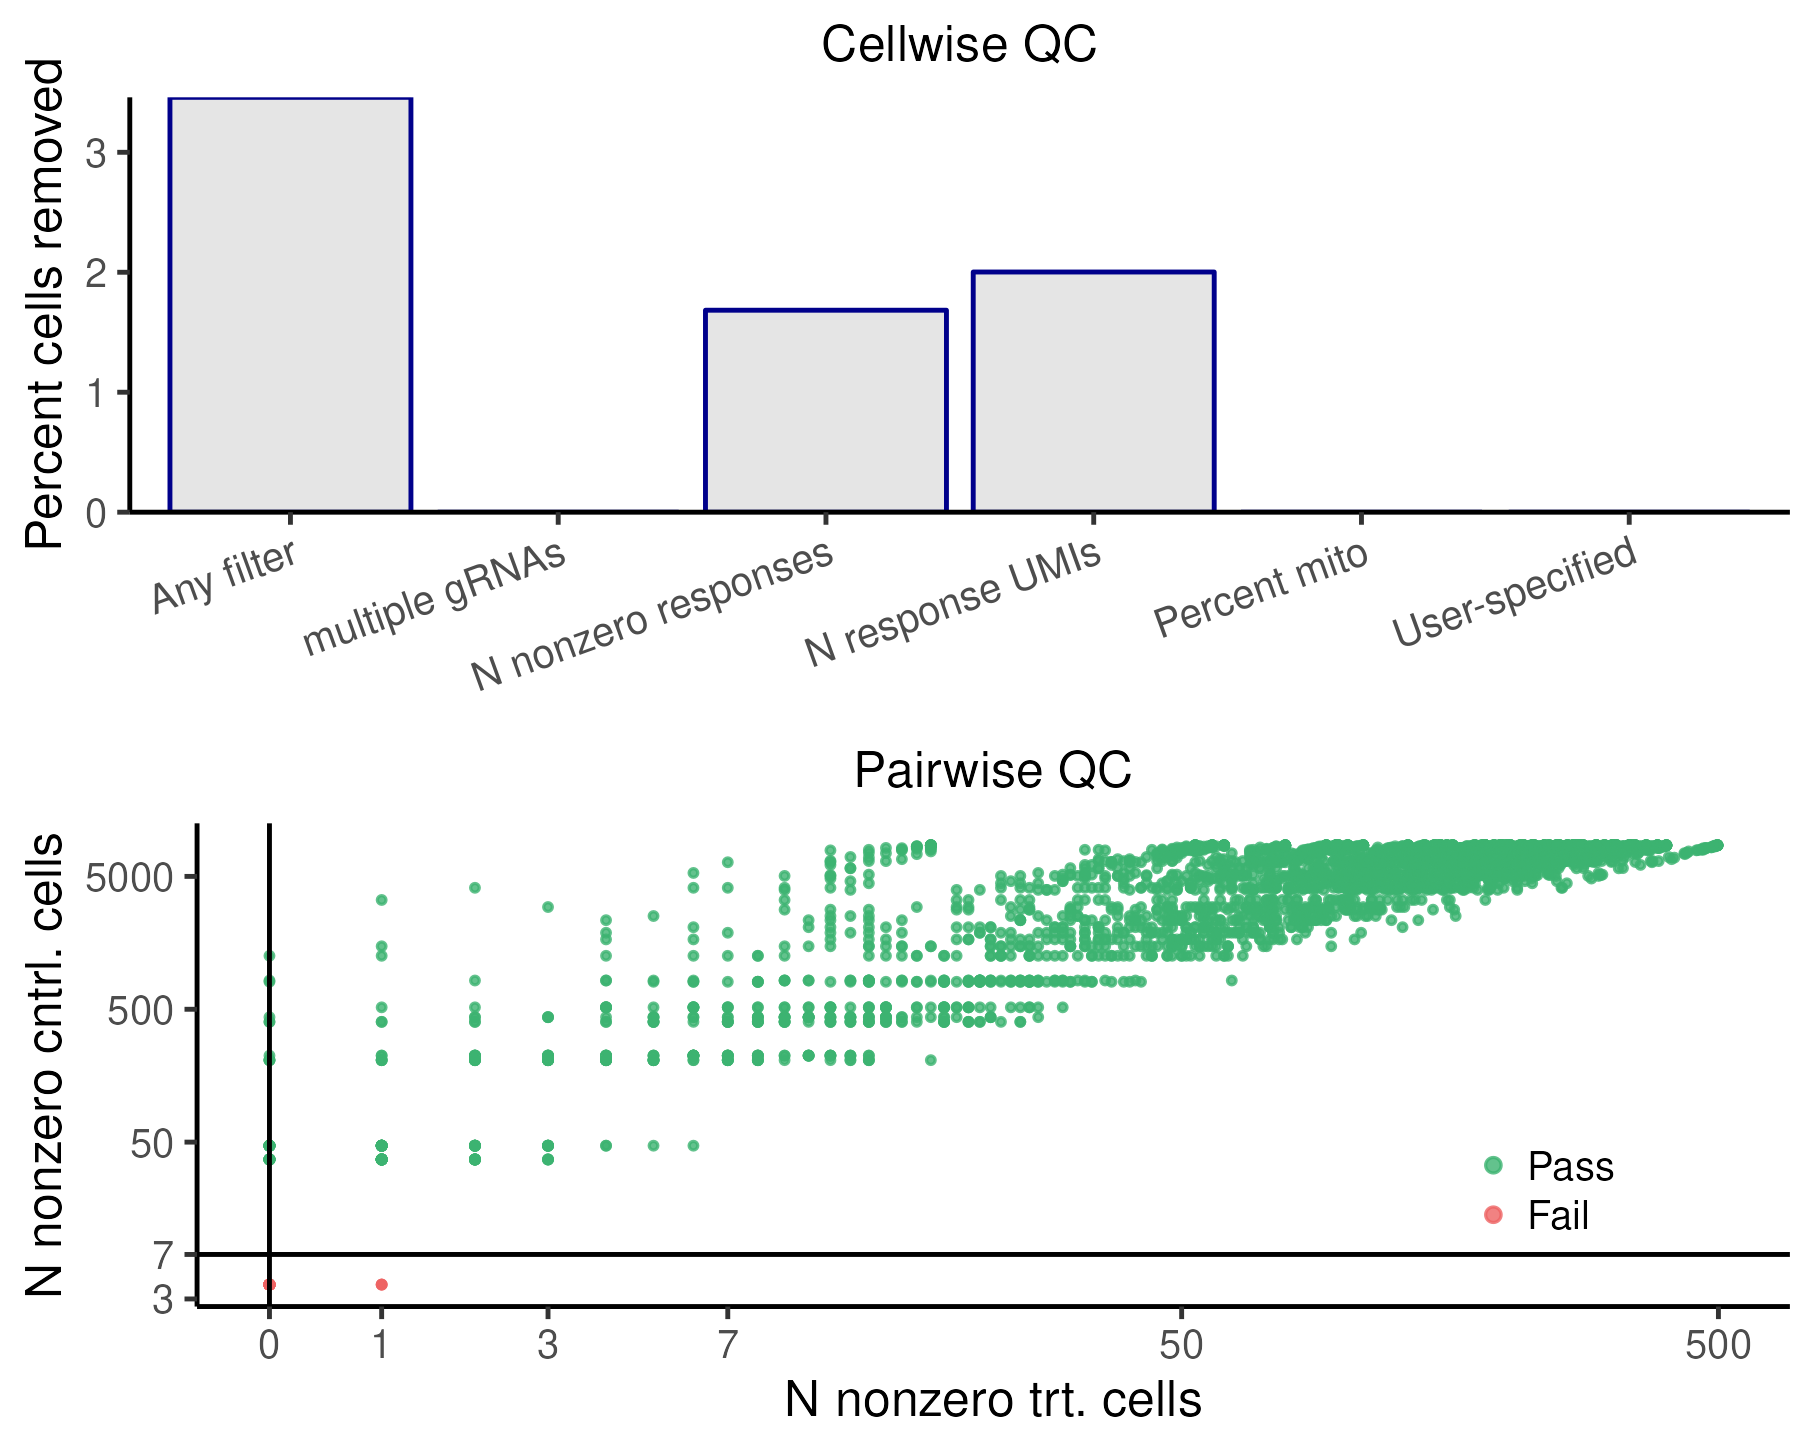 Cellwise QC
Percent cells removed
3
2
1
0
Any filter
multiple gRNAs
N nonzero responses
N response UMIs
Percent mito
User-specified
Pairwise QC
N nonzero cntrl. cells
5000
500
50
7
3
Pass
Fail
0 1 3 7 50 500
N nonzero trt. cells